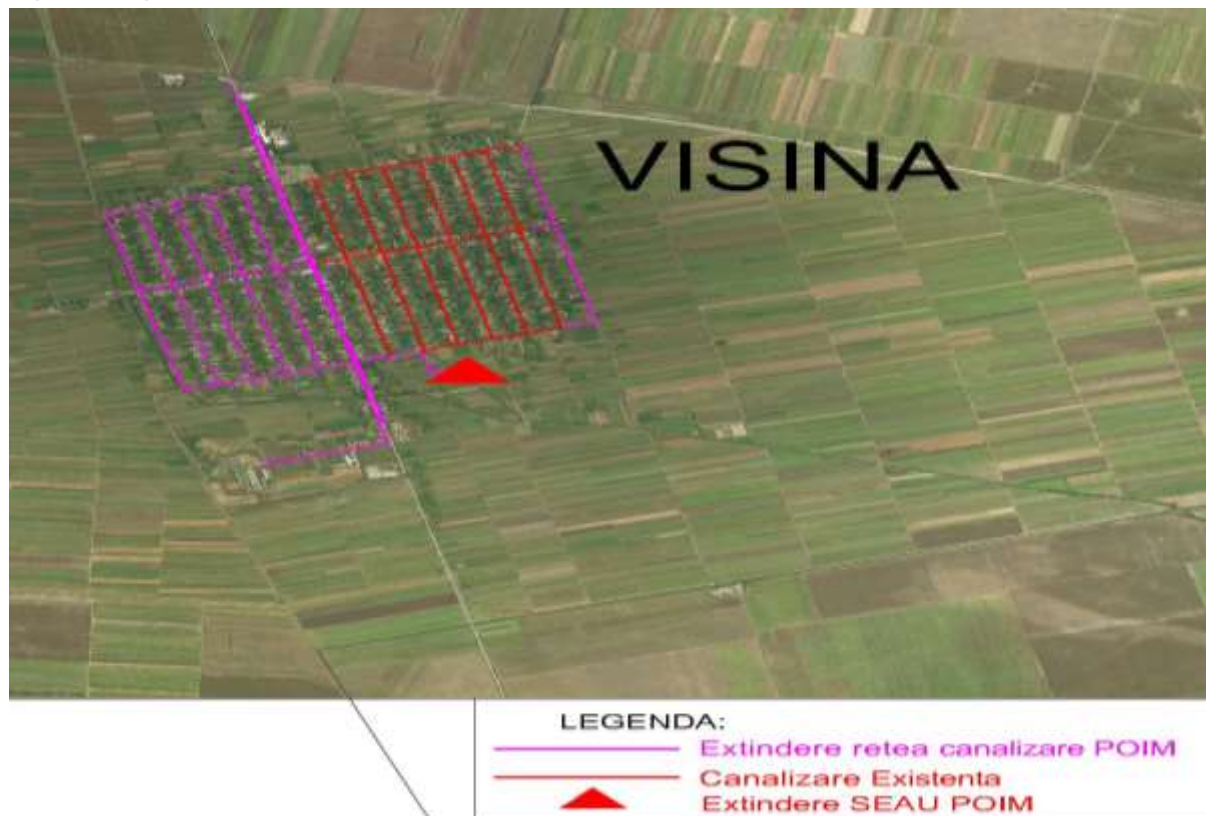 VISINA
LEGENDA:
Extindere retea canalizare POIM
Canalizare Existenta
Extindere SEAU POIM